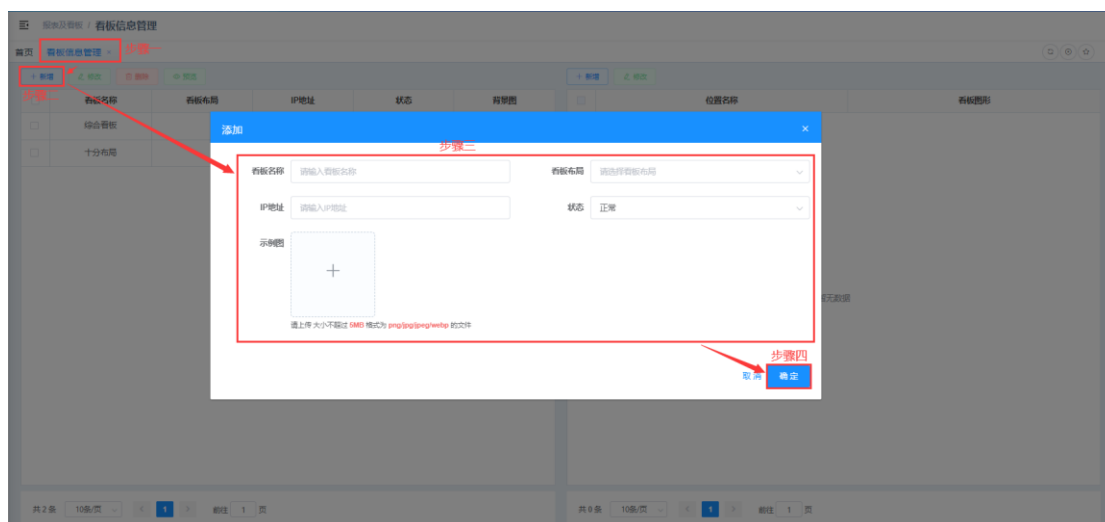 报表及看板 / 看板信息管理
首页 看板信息管理 × 步骤一
+ 新增 修改 删除 预览 + 新增 修改
步骤
看板名称 看板布局 IP地址 状态 背景图 位置名称 看板图形
综合看板
十分布局
添加 ×
步骤三
看板名称 请输入看板名称 看板布局 请选择看板布局
IP地址 请输入IP地址 状态 正常
示例图
+
暂无数据
请上传 大小不超过 5MB 格式为 png/jpg/jpeg/webp 的文件
步骤四
取消 确定
共 2 条 10条/页 < 1 > 前往 1 页 共 0 条 10条/页 < 1 > 前往 1 页